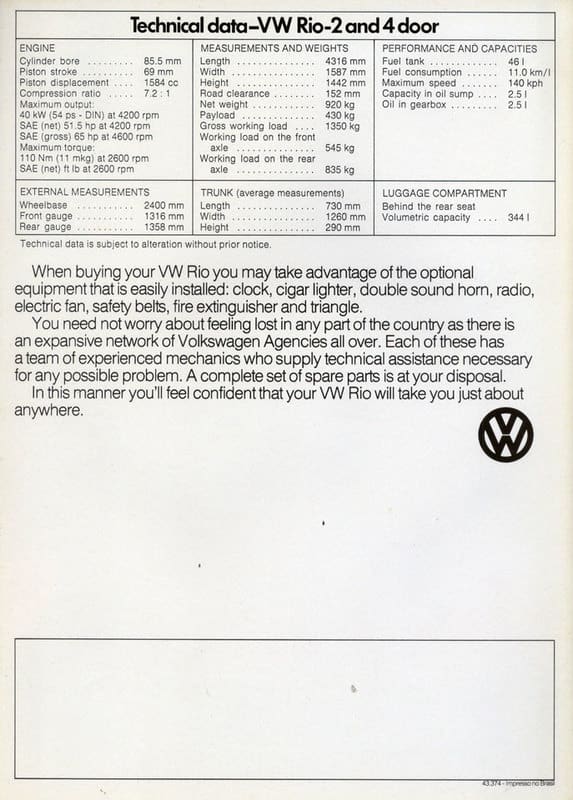 Technical data–VW Rio-2 and 4 door
ENGINE
Cylinder bore ......... 85.5 mm
Piston stroke .......... 69 mm
Piston displacement .... 1584 cc
Compression ratio ..... 7.2 : 1
Maximum output:
40 kW (54 ps - DIN) at 4200 rpm
SAE (net) 51.5 hp at 4200 rpm
SAE (gross) 65 hp at 4600 rpm
Maximum torque:
110 Nm (11 mkg) at 2600 rpm
SAE (net) ft lb at 2600 rpm
MEASUREMENTS AND WEIGHTS
Length ............... 4316 mm
Width ................ 1587 mm
Height ............... 1442 mm
Road clearance ........ 152 mm
Net weight ............ 920 kg
Payload ............... 430 kg
Gross working load .... 1350 kg
Working load on the front
axle .............. 545 kg
Working load on the rear
axle .............. 835 kg
PERFORMANCE AND CAPACITIES
Fuel tank .............. 46 l
Fuel consumption ...... 11.0 km/l
Maximum speed ....... 140 kph
Capacity in oil sump .... 2.5 l
Oil in gearbox ......... 2.5 l
EXTERNAL MEASUREMENTS
Wheelbase ........... 2400 mm
Front gauge .......... 1316 mm
Rear gauge ........... 1358 mm
TRUNK (average measurements)
Length ............... 730 mm
Width ............... 1260 mm
Height ............... 290 mm
LUGGAGE COMPARTMENT
Behind the rear seat
Volumetric capacity .... 344 l
Technical data is subject to alteration without prior notice.
When buying your VW Rio you may take advantage of the optional
equipment that is easily installed: clock, cigar lighter, double sound horn, radio,
electric fan, safety belts, fire extinguisher and triangle.
You need not worry about feeling lost in any part of the country as there is
an expansive network of Volkswagen Agencies all over. Each of these has
a team of experienced mechanics who supply technical assistance necessary
for any possible problem. A complete set of spare parts is at your disposal.
In this manner you'll feel confident that your VW Rio will take you just about
anywhere.
VW
43.374 - Impresso no Brasil